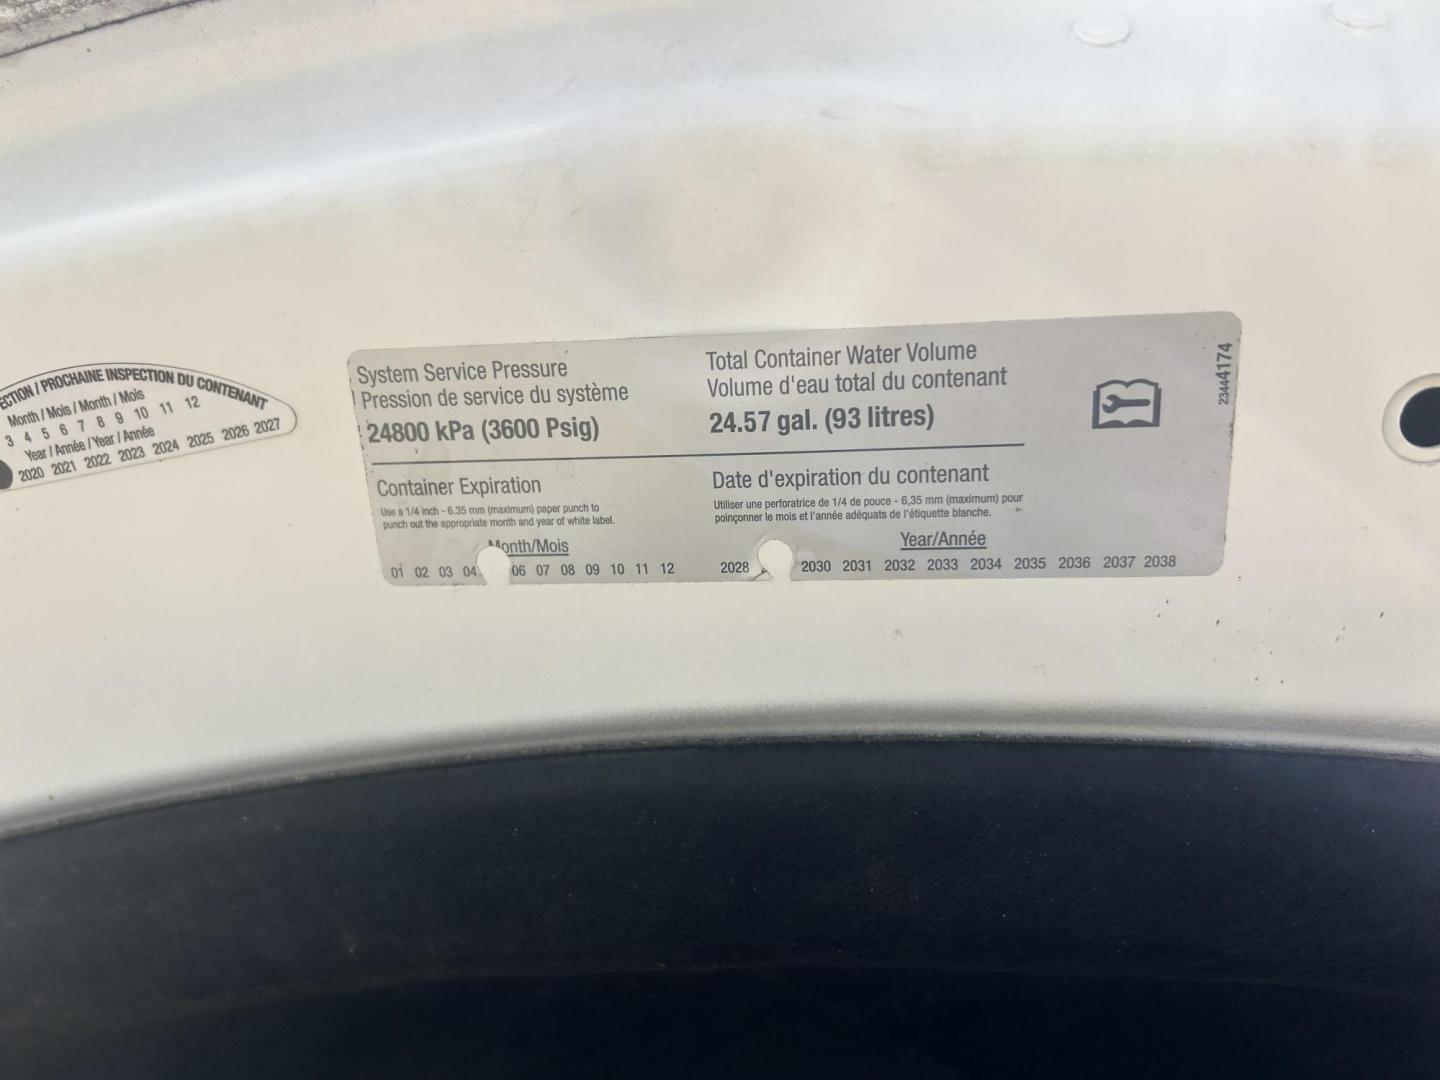 ECTION / PROCHAINE INSPECTION DU CONTENANT
Month / Mois / Month / Mois
3 4 5 6 7 8 9 10 11 12
Year / Année / Year / Année
2020 2021 2022 2023 2024 2025 2026 2027
System Service Pressure
Pression de service du système
24800 kPa (3600 Psig)
Total Container Water Volume
Volume d'eau total du contenant
24.57 gal. (93 litres)
23444174
Container Expiration
Use a 1/4 inch - 6.35 mm (maximum) paper punch to
punch out the appropriate month and year of white label.
Month/Mois
01 02 03 04 06 07 08 09 10 11 12
Date d'expiration du contenant
Utiliser une perforatrice de 1/4 de pouce - 6,35 mm (maximum) pour
poinçonner le mois et l'année adéquats de l'étiquette blanche.
Year/Année
2028 2030 2031 2032 2033 2034 2035 2036 2037 2038